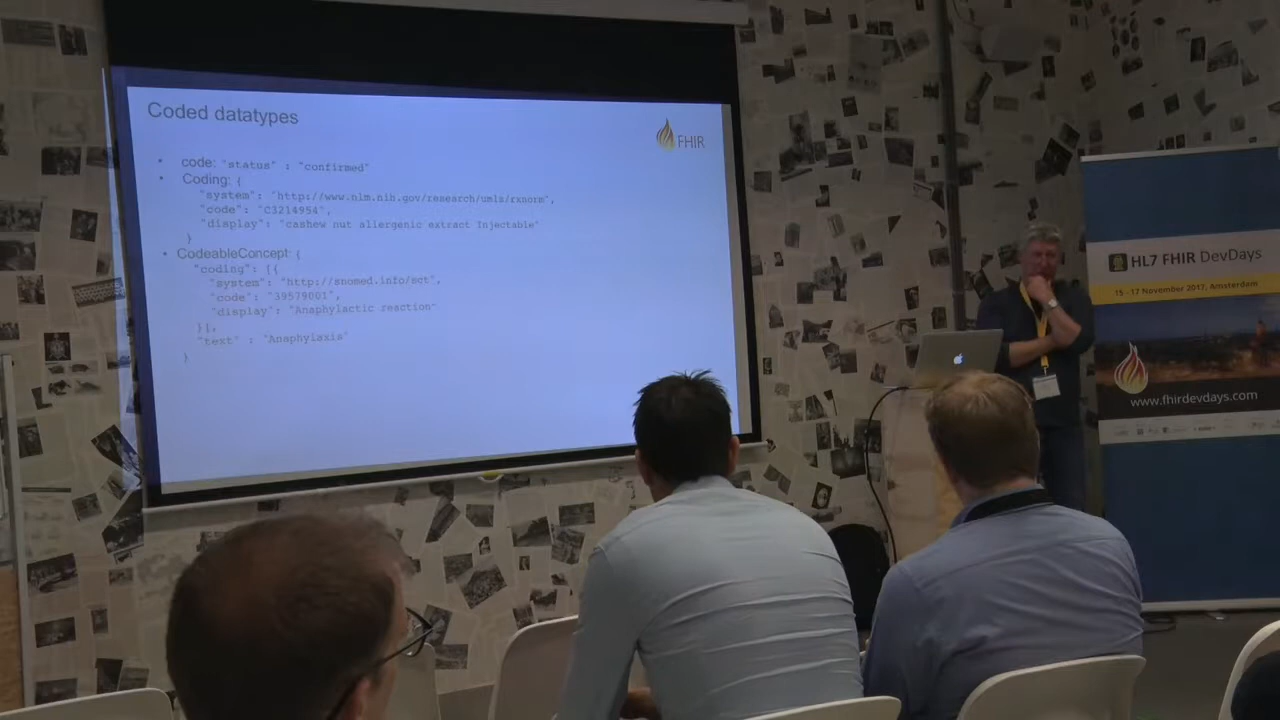 Coded datatypes
FHIR
• code: "status" : "confirmed"
• Coding: {
"system": "http://www.nlm.nih.gov/research/umls/rxnorm",
"code": "C3214954",
"display": "cashew nut allergenic extract Injectable"
}
• CodeableConcept: {
"coding": [{
"system": "http://snomed.info/sct",
"code": "39579001",
"display": "Anaphylactic reaction"
}],
"text" : "Anaphylaxis"
}
HL7 FHIR DevDays
15 - 17 November 2017, Amsterdam
www.fhirdevdays.com